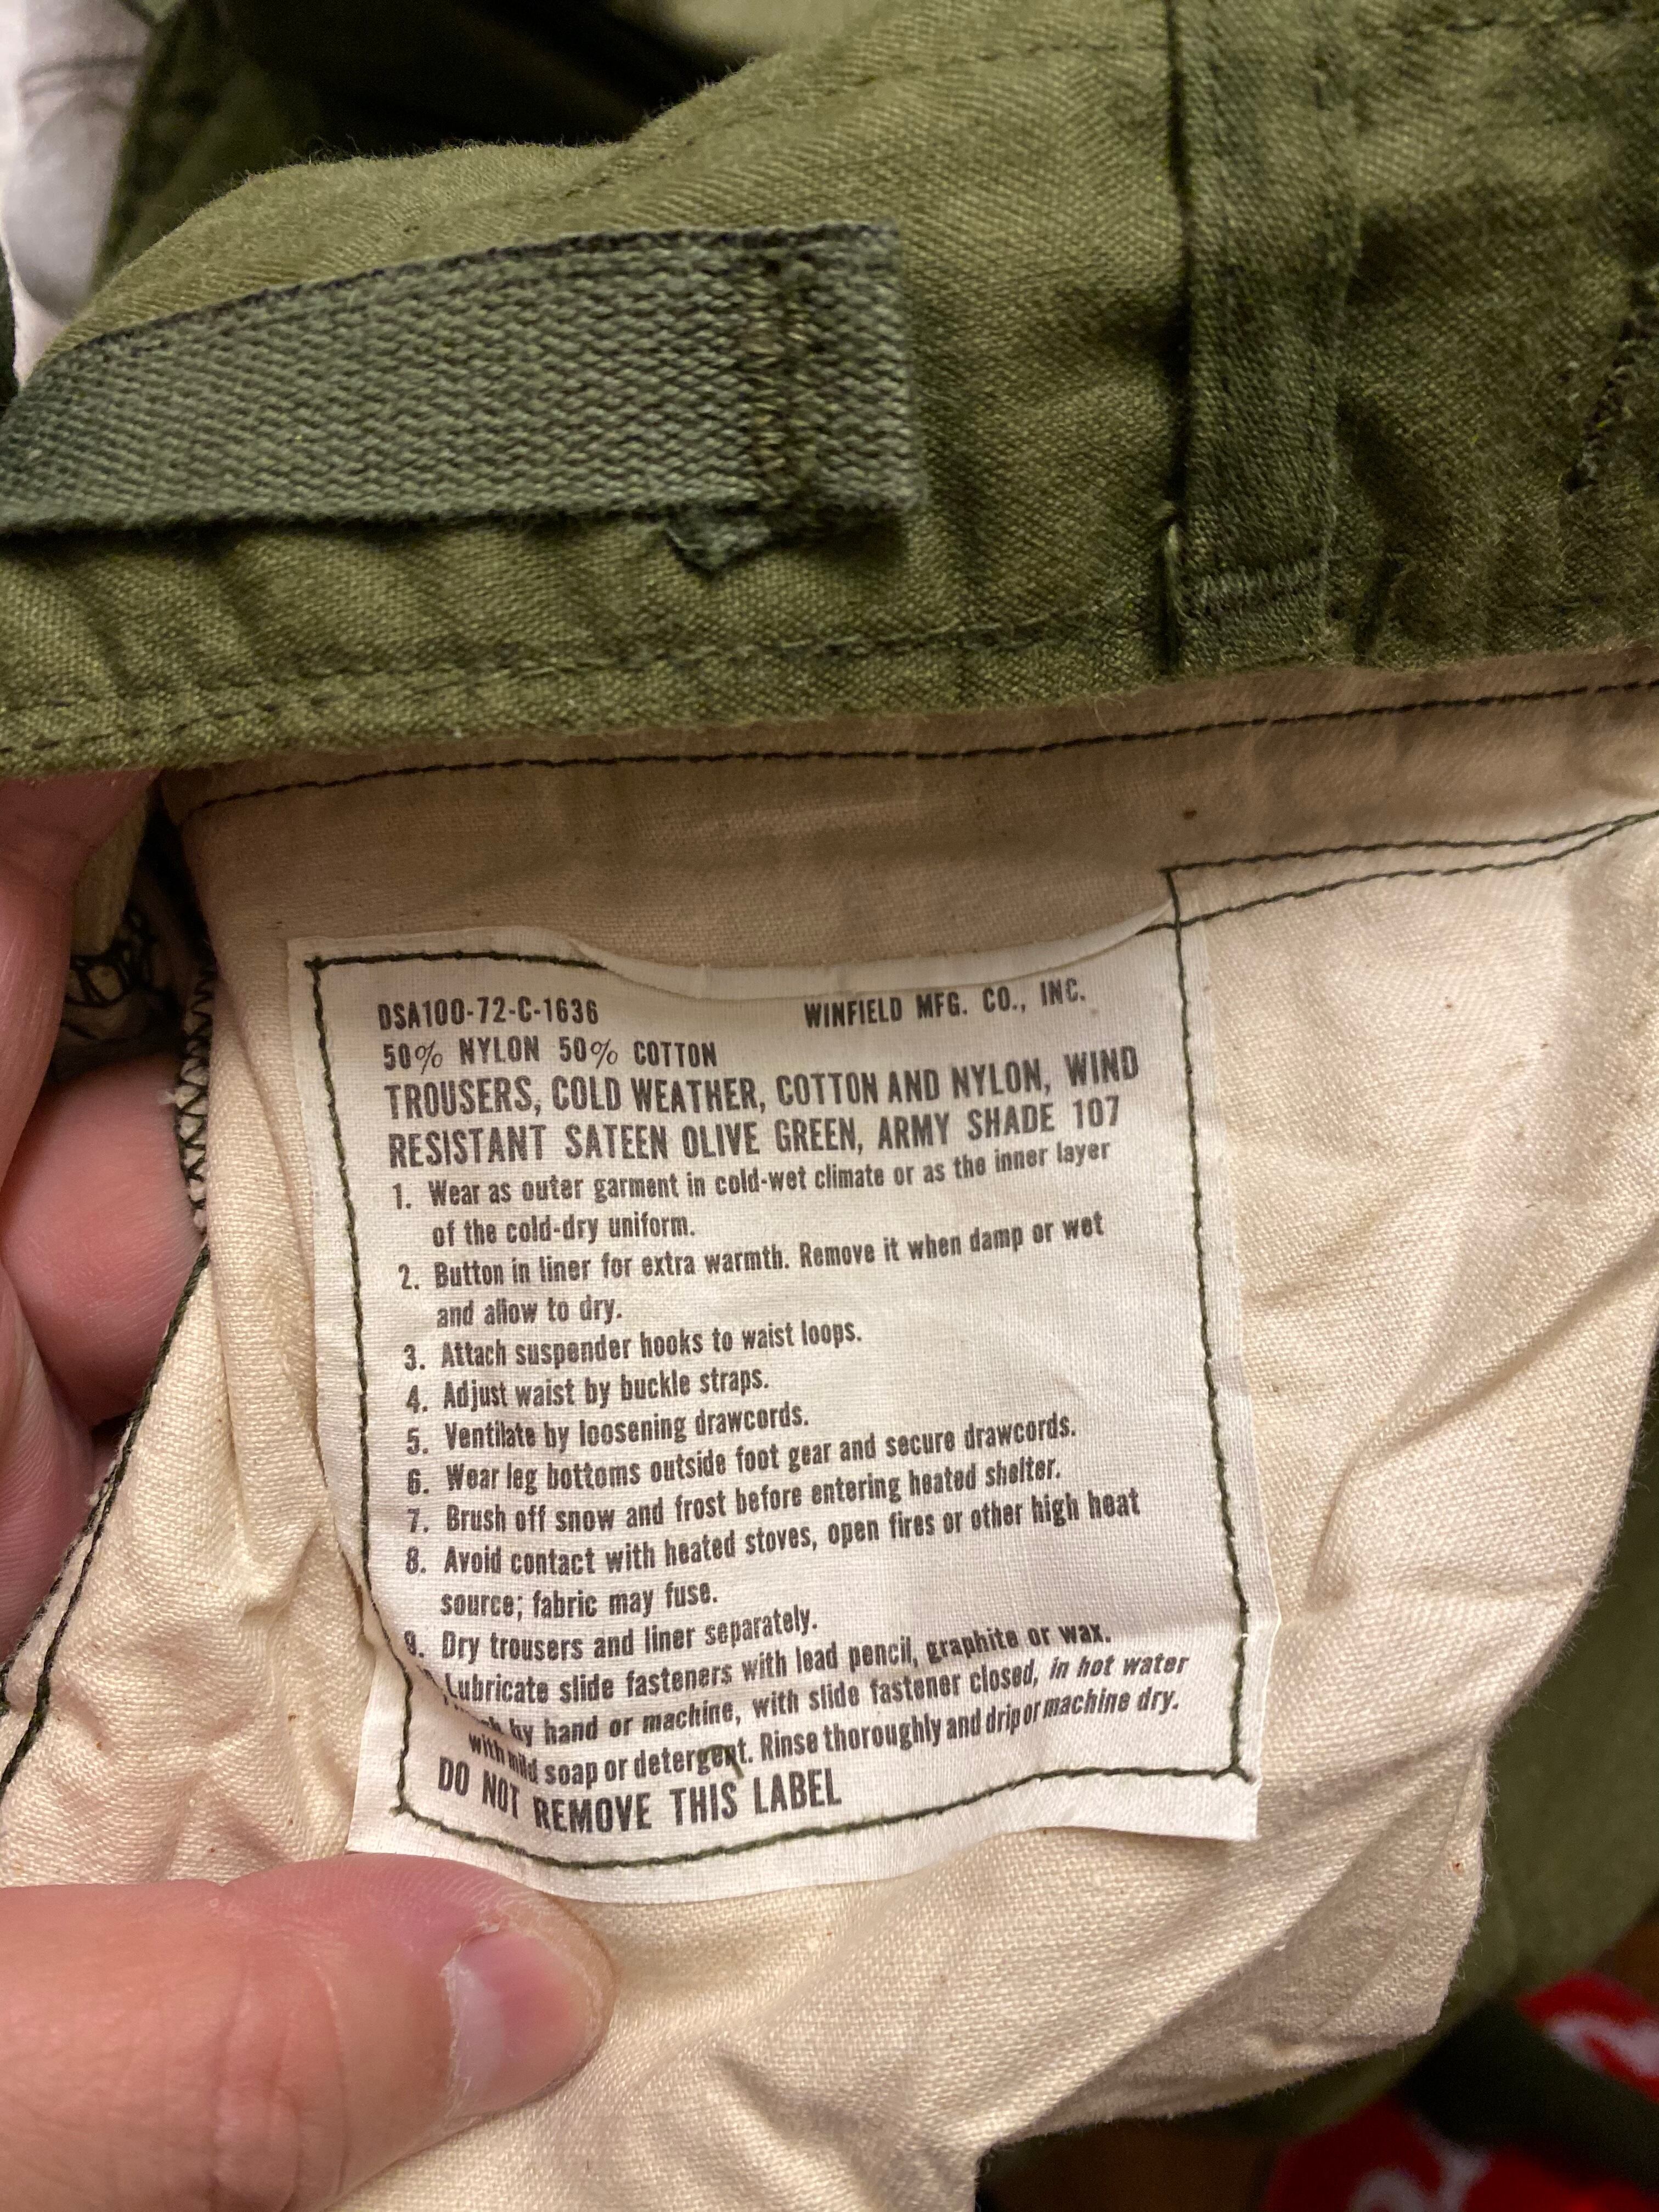 DSA100-72-C-1636 WINFIELD MFG. CO., INC.
50% NYLON 50% COTTON
TROUSERS, COLD WEATHER, COTTON AND NYLON, WIND
RESISTANT SATEEN OLIVE GREEN, ARMY SHADE 107
1. Wear as outer garment in cold-wet climate or as the inner layer
of the cold-dry uniform.
2. Button in liner for extra warmth. Remove it when damp or wet
and allow to dry.
3. Attach suspender hooks to waist loops.
4. Adjust waist by buckle straps.
5. Ventilate by loosening drawcords.
6. Wear leg bottoms outside foot gear and secure drawcords.
7. Brush off snow and frost before entering heated shelter.
8. Avoid contact with heated stoves, open fires or other high heat
source; fabric may fuse.
9. Dry trousers and liner separately.
Lubricate slide fasteners with lead pencil, graphite or wax.
by hand or machine, with slide fastener closed, in hot water
with mild soap or detergent. Rinse thoroughly and drip or machine dry.
DO NOT REMOVE THIS LABEL